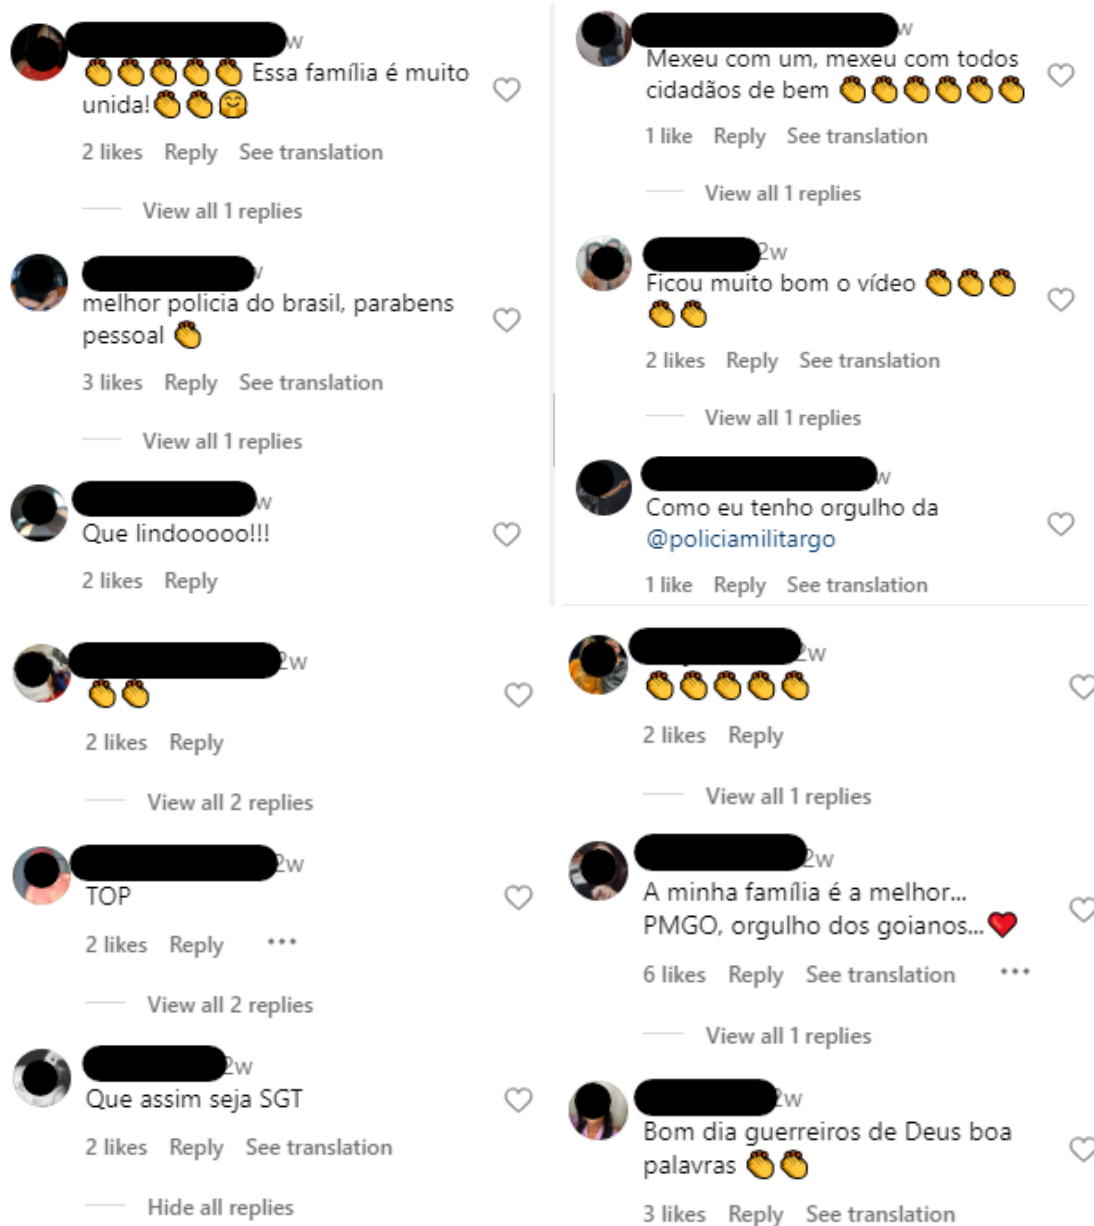 w
👏👏👏👏👏 Essa família é muito
unida!👏👏🤗
2 likes Reply See translation
View all 1 replies
melhor policia do brasil, parabens
pessoal 👏
3 likes Reply See translation
View all 1 replies
w
Que lindooooo!!!
2 likes Reply
w
Mexeu com um, mexeu com todos
cidadãos de bem 👏👏👏👏👏👏
1 like Reply See translation
View all 1 replies
2w
Ficou muito bom o vídeo 👏👏👏
👏👏
2 likes Reply See translation
View all 1 replies
w
Como eu tenho orgulho da
@policiamilitargo
1 like Reply See translation
2w
👏👏
2 likes Reply
View all 2 replies
2w
TOP
2 likes Reply •••
View all 2 replies
2w
Que assim seja SGT
2 likes Reply See translation
Hide all replies
2w
👏👏👏👏👏
2 likes Reply
View all 1 replies
2w
A minha família é a melhor...
PMGO, orgulho dos goianos...❤️
6 likes Reply See translation •••
View all 1 replies
2w
Bom dia guerreiros de Deus boa
palavras 👏👏
3 likes Reply See translation